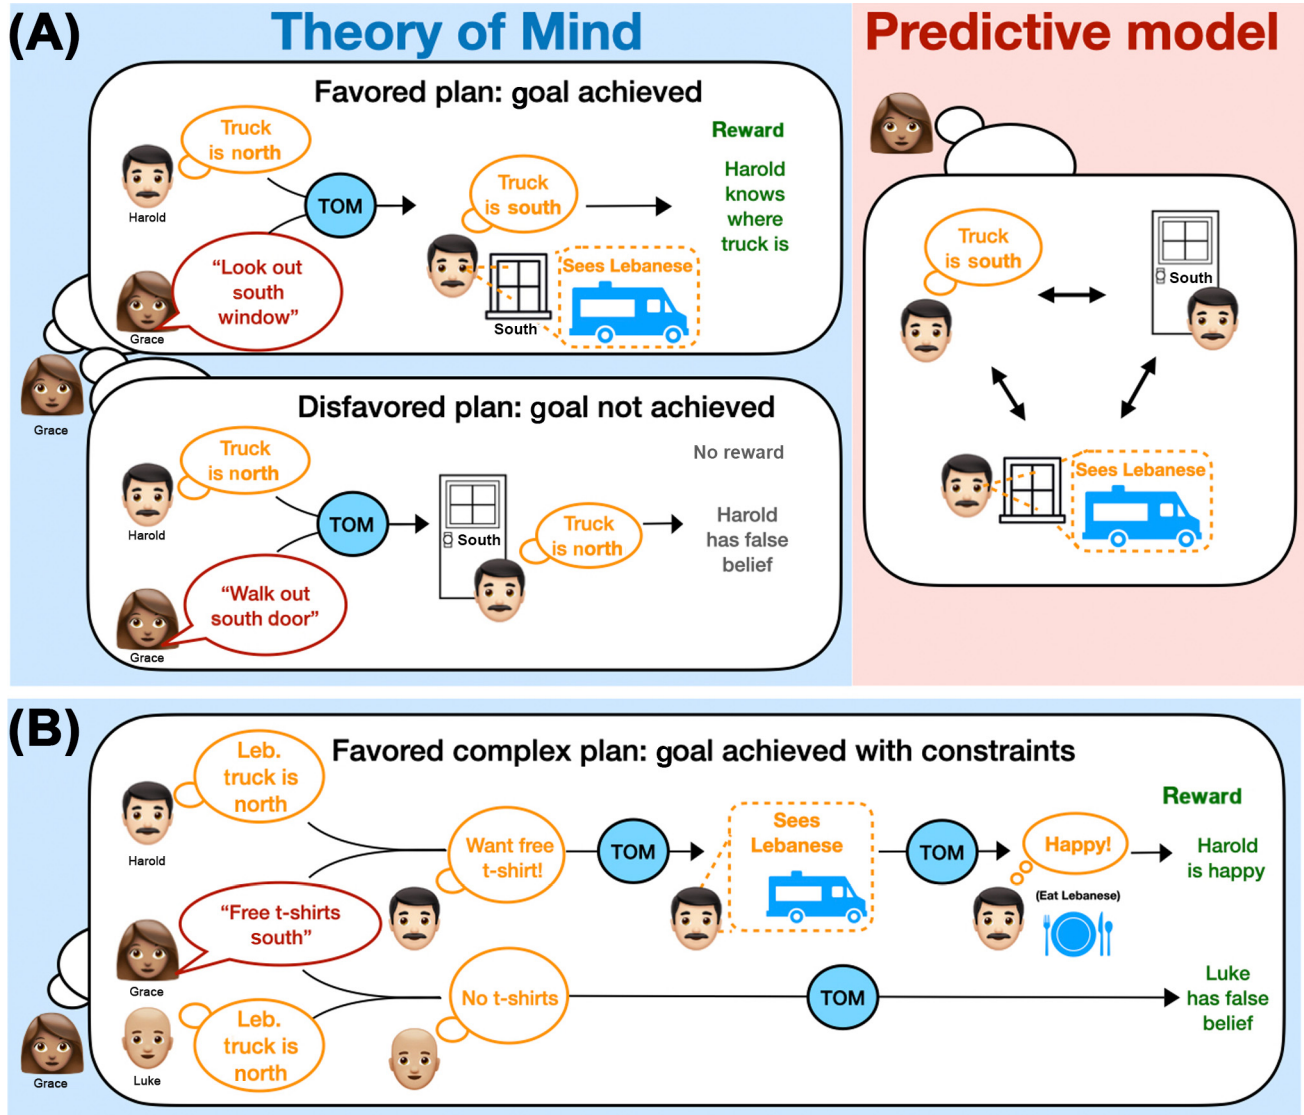 (A)
Theory of Mind
Favored plan: goal achieved
Truck
is north
Harold
“Look out
south
window”
Grace
TOM
Truck
is south
South
Sees Lebanese
Reward
Harold
knows
where
truck is
Grace
Disfavored plan: goal not achieved
Truck
is north
Harold
“Walk out
south door”
Grace
TOM
South
Truck
is north
No reward
Harold
has false
belief
Predictive model
Truck
is south
South
Sees Lebanese
(B)
Favored complex plan: goal achieved with constraints
Leb.
truck is
north
Harold
“Free t-shirts
south”
Grace
Leb.
truck is
north
Luke
Grace
Want free
t-shirt!
TOM
Sees
Lebanese
TOM
Happy!
(Eat Lebanese)
Reward
Harold
is happy
No t-shirts
TOM
Luke
has false
belief